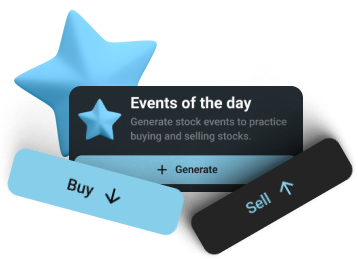 Events of the day
Generate stock events to practice
buying and selling stocks.
+ Generate
Buy ↓
Sell ↑